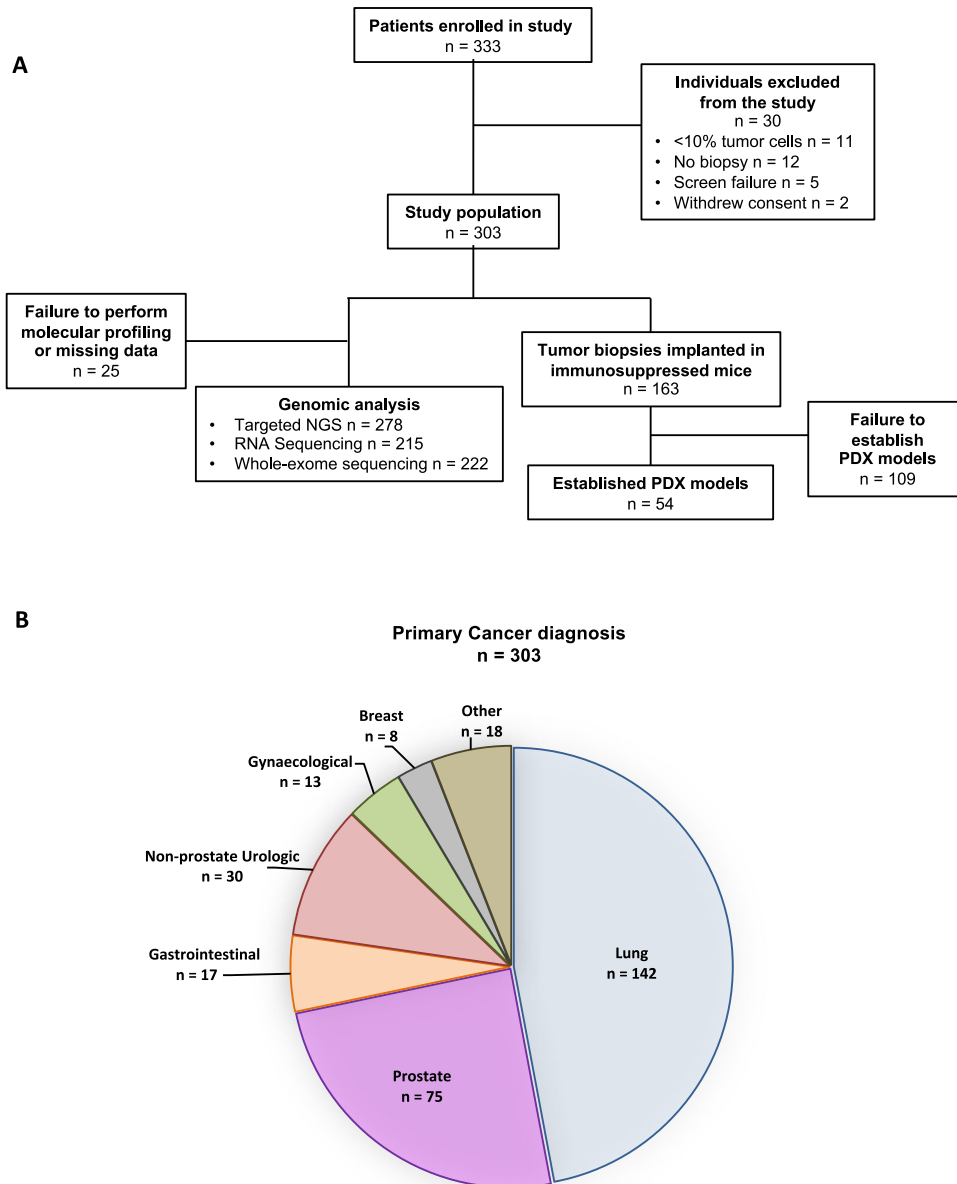 A
Patients enrolled in study
n = 333
Individuals excluded
from the study
n = 30
• <10% tumor cells n = 11
• No biopsy n = 12
• Screen failure n = 5
• Withdrew consent n = 2
Study population
n = 303
Failure to perform
molecular profiling
or missing data
n = 25
Genomic analysis
• Targeted NGS n = 278
• RNA Sequencing n = 215
• Whole-exome sequencing n = 222
Tumor biopsies implanted in
immunosuppressed mice
n = 163
Failure to
establish
PDX models
n = 109
Established PDX models
n = 54
B
Primary Cancer diagnosis
n = 303
Other
n = 18
Breast
n = 8
Gynaecological
n = 13
Non-prostate Urologic
n = 30
Gastrointestinal
n = 17
Lung
n = 142
Prostate
n = 75